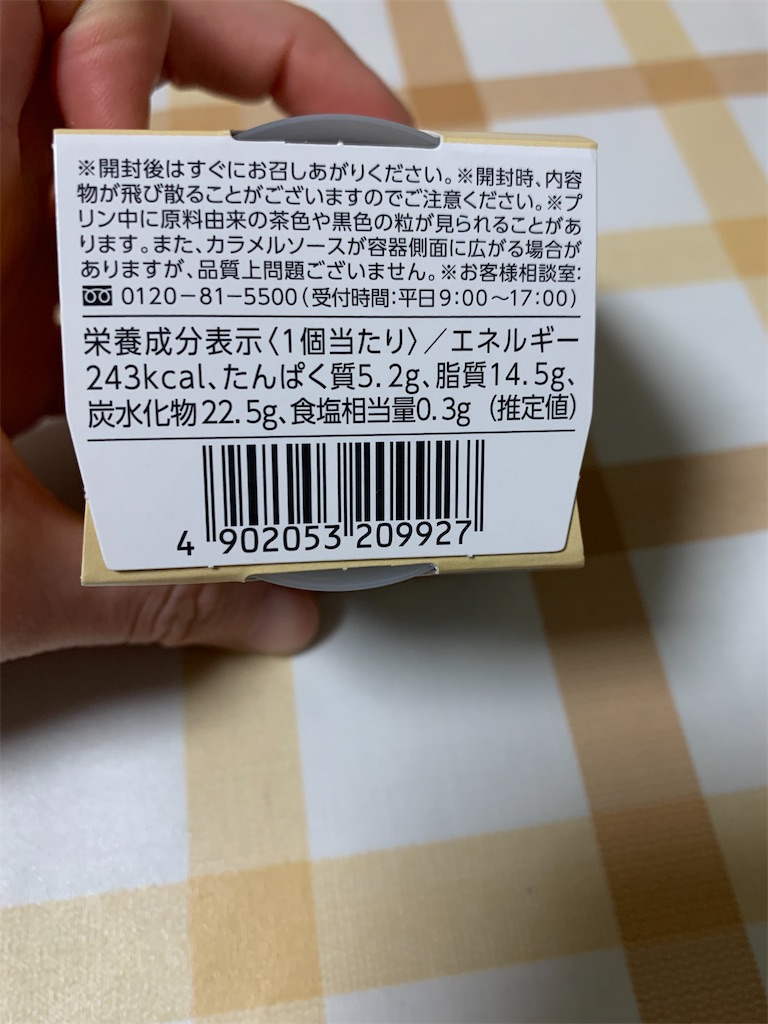 ※開封後はすぐにお召しあがりください。※開封時、内容
物が飛び散ることがございますのでご注意ください。※プ
リン中に原料由来の茶色や黒色の粒が見られることがあ
ります。また、カラメルソースが容器側面に広がる場合が
ありますが、品質上問題ございません。※お客様相談室:
0120−81−5500(受付時間:平日9:00〜17:00)
栄養成分表示〈1個当たり〉/エネルギー
243kcal、たんぱく質5.2g、脂質14.5g、
炭水化物22.5g、食塩相当量0.3g (推定値)
4 902053 209927